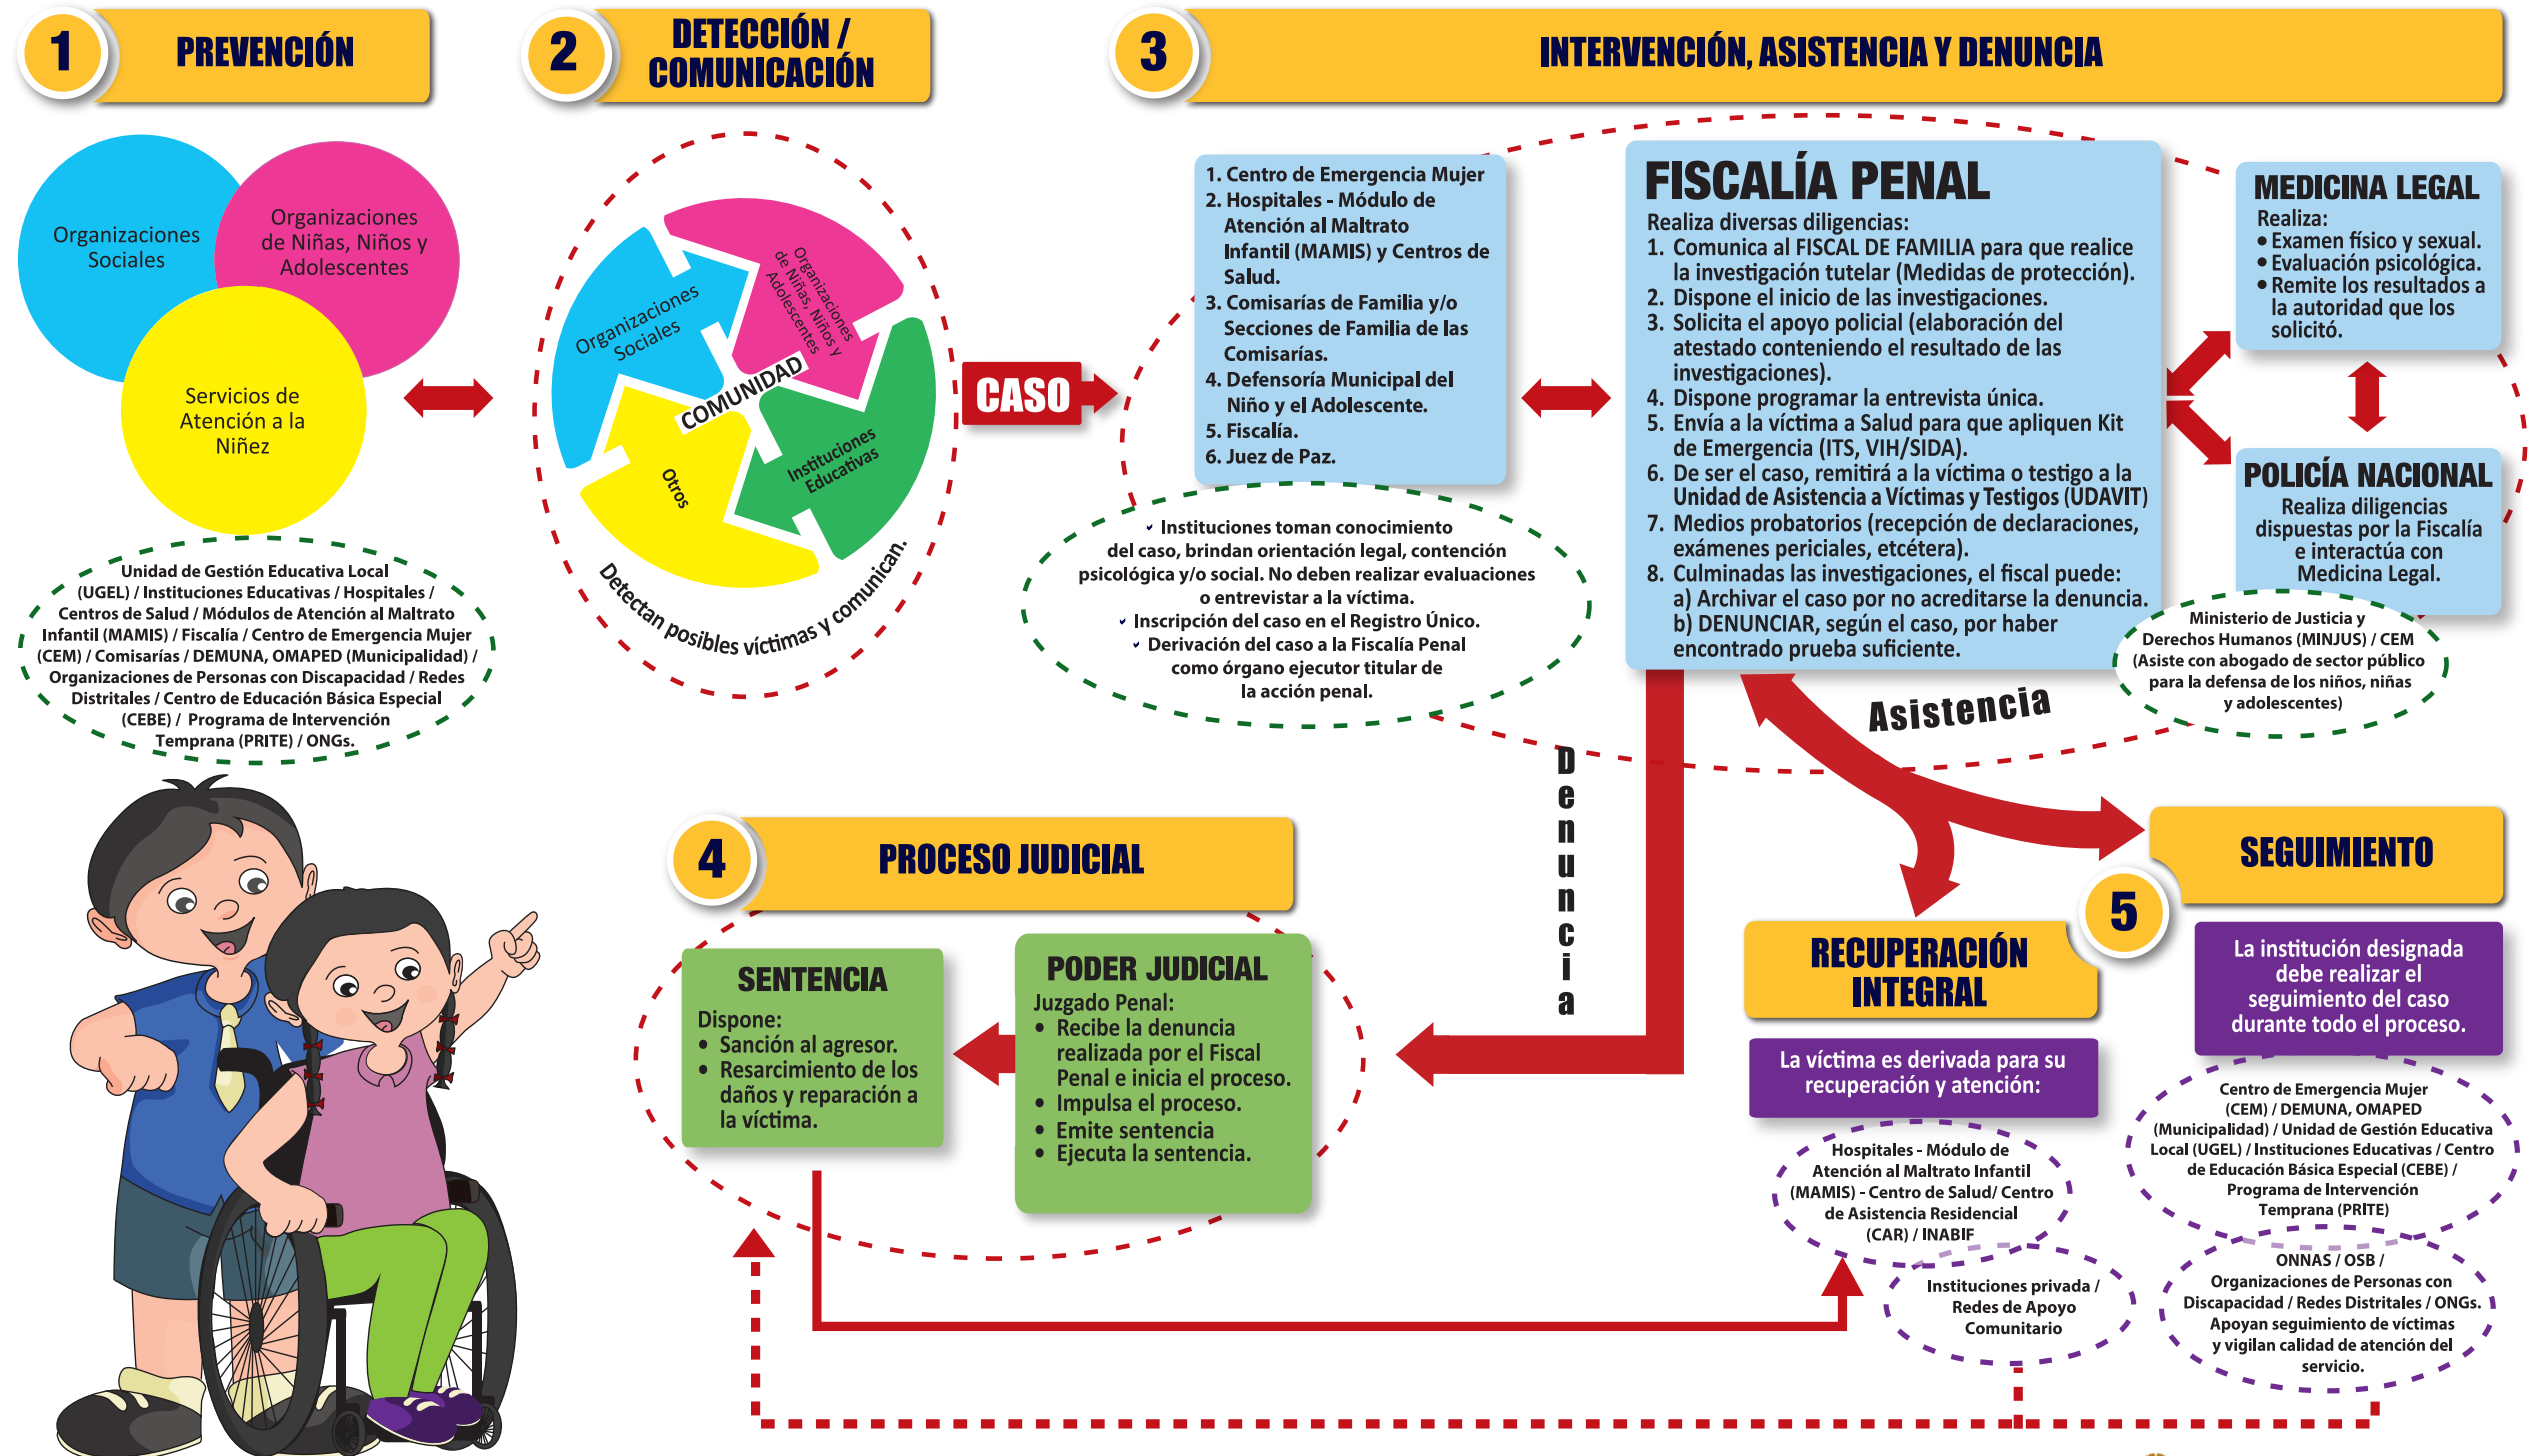 1
PREVENCIÓN
Organizaciones
Sociales
Organizaciones
de Niñas, Niños y
Adolescentes
Servicios de
Atención a la
Niñez
Unidad de Gestión Educativa Local
(UGEL) / Instituciones Educativas / Hospitales /
Centros de Salud / Módulos de Atención al Maltrato
Infantil (MAMIS) / Fiscalía / Centro de Emergencia Mujer
(CEM) / Comisarías / DEMUNA, OMAPED (Municipalidad) /
Organizaciones de Personas con Discapacidad / Redes
Distritales / Centro de Educación Básica Especial
(CEBE) / Programa de Intervención
Temprana (PRITE) / ONGs.
2
DETECCIÓN /
COMUNICACIÓN
Organizaciones
Sociales
Organizaciones
de Niñas, Niños y
Adolescentes
COMUNIDAD
Otros
Instituciones
Educativas
Detectan posibles víctimas y comunican.
CASO
3
INTERVENCIÓN, ASISTENCIA Y DENUNCIA
1. Centro de Emergencia Mujer
2. Hospitales - Módulo de
Atención al Maltrato
Infantil (MAMIS) y Centros de
Salud.
3. Comisarías de Familia y/o
Secciones de Familia de las
Comisarías.
4. Defensoría Municipal del
Niño y el Adolescente.
5. Fiscalía.
6. Juez de Paz.
Instituciones toman conocimiento
del caso, brindan orientación legal, contención
psicológica y/o social. No deben realizar evaluaciones
o entrevistar a la víctima.
Inscripción del caso en el Registro Único.
Derivación del caso a la Fiscalía Penal
como órgano ejecutor titular de
la acción penal.
FISCALÍA PENAL
Realiza diversas diligencias:
1. Comunica al FISCAL DE FAMILIA para que realice
la investigación tutelar (Medidas de protección).
2. Dispone el inicio de las investigaciones.
3. Solicita el apoyo policial (elaboración del
atestado conteniendo el resultado de las
investigaciones).
4. Dispone programar la entrevista única.
5. Envía a la víctima a Salud para que apliquen Kit
de Emergencia (ITS, VIH/SIDA).
6. De ser el caso, remitirá a la víctima o testigo a la
Unidad de Asistencia a Víctimas y Testigos (UDAVIT)
7. Medios probatorios (recepción de declaraciones,
exámenes periciales, etcétera).
8. Culminadas las investigaciones, el fiscal puede:
a) Archivar el caso por no acreditarse la denuncia.
b) DENUNCIAR, según el caso, por haber
encontrado prueba suficiente.
MEDICINA LEGAL
Realiza:
• Examen físico y sexual.
• Evaluación psicológica.
• Remite los resultados a
la autoridad que los
solicitó.
POLICÍA NACIONAL
Realiza diligencias
dispuestas por la Fiscalía
e interactúa con
Medicina Legal.
Ministerio de Justicia y
Derechos Humanos (MINJUS) / CEM
(Asiste con abogado de sector público
para la defensa de los niños, niñas
y adolescentes)
Asistencia
Denuncia
4
PROCESO JUDICIAL
SENTENCIA
Dispone:
• Sanción al agresor.
• Resarcimiento de los
daños y reparación a
la víctima.
PODER JUDICIAL
Juzgado Penal:
• Recibe la denuncia
realizada por el Fiscal
Penal e inicia el proceso.
• Impulsa el proceso.
• Emite sentencia
• Ejecuta la sentencia.
5
RECUPERACIÓN
INTEGRAL
La víctima es derivada para su
recuperación y atención:
Hospitales - Módulo de
Atención al Maltrato Infantil
(MAMIS) - Centro de Salud/ Centro
de Asistencia Residencial
(CAR) / INABIF
Instituciones privada /
Redes de Apoyo
Comunitario
SEGUIMIENTO
La institución designada
debe realizar el
seguimiento del caso
durante todo el proceso.
Centro de Emergencia Mujer
(CEM) / DEMUNA, OMAPED
(Municipalidad) / Unidad de Gestión Educativa
Local (UGEL) / Instituciones Educativas / Centro
de Educación Básica Especial (CEBE) /
Programa de Intervención
Temprana (PRITE)
ONNAS / OSB /
Organizaciones de Personas con
Discapacidad / Redes Distritales / ONGs.
Apoyan seguimiento de víctimas
y vigilan calidad de atención del
servicio.